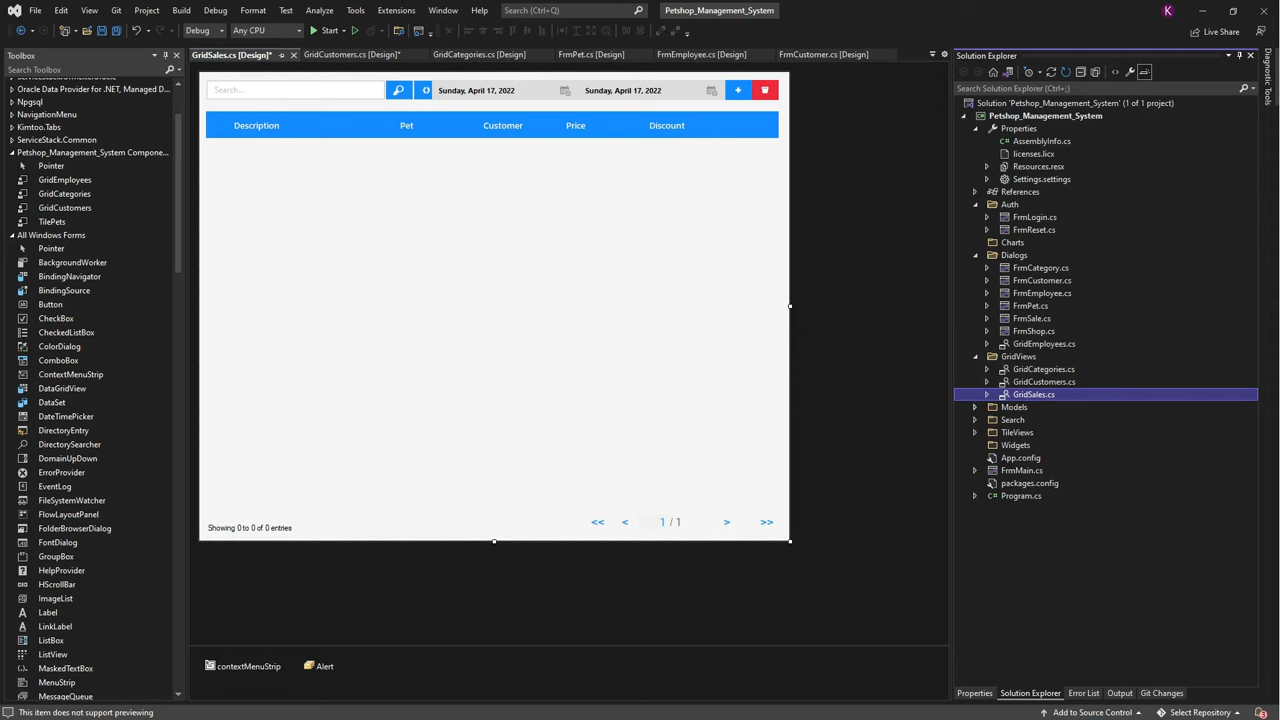 File Edit View Git Project Build Debug Format Test Analyze Tools Extensions Window Help Search (Ctrl+Q) Petshop_Management_System K
Debug Any CPU Start Live Share
Toolbox
Search Toolbox
Oracle Data Provider for .NET, Managed D...
Npgsql
NavigationMenu
Kimtoo.Tabs
ServiceStack.Common
Petshop_Management_System Compone...
Pointer
GridEmployees
GridCategories
GridCustomers
TilePets
All Windows Forms
Pointer
BackgroundWorker
BindingNavigator
BindingSource
Button
CheckBox
CheckedListBox
ColorDialog
ComboBox
ContextMenuStrip
DataGridView
DataSet
DateTimePicker
DirectoryEntry
DirectorySearcher
DomainUpDown
ErrorProvider
EventLog
FileSystemWatcher
FlowLayoutPanel
FolderBrowserDialog
FontDialog
GroupBox
HelpProvider
HScrollBar
ImageList
Label
LinkLabel
ListBox
ListView
MaskedTextBox
MenuStrip
MessageQueue
GridSales.cs [Design]* GridCustomers.cs [Design]* GridCategories.cs [Design] FrmPet.cs [Design] FrmEmployee.cs [Design] FrmCustomer.cs [Design]
Search... Sunday, April 17, 2022 Sunday, April 17, 2022 +
Description Pet Customer Price Discount
Showing 0 to 0 of 0 entries << < 1 / 1 > >>
contextMenuStrip Alert
Solution Explorer
Search Solution Explorer (Ctrl+;)
Solution 'Petshop_Management_System' (1 of 1 project)
Petshop_Management_System
Properties
C# AssemblyInfo.cs
licenses.licx
Resources.resx
Settings.settings
References
Auth
FrmLogin.cs
FrmReset.cs
Charts
Dialogs
FrmCategory.cs
FrmCustomer.cs
FrmEmployee.cs
FrmPet.cs
FrmSale.cs
FrmShop.cs
GridEmployees.cs
GridViews
GridCategories.cs
GridCustomers.cs
GridSales.cs
Models
Search
TileViews
Widgets
App.config
FrmMain.cs
packages.config
C# Program.cs
Properties Solution Explorer Error List Output Git Changes
Diagnostic Tools
This item does not support previewing Add to Source Control Select Repository